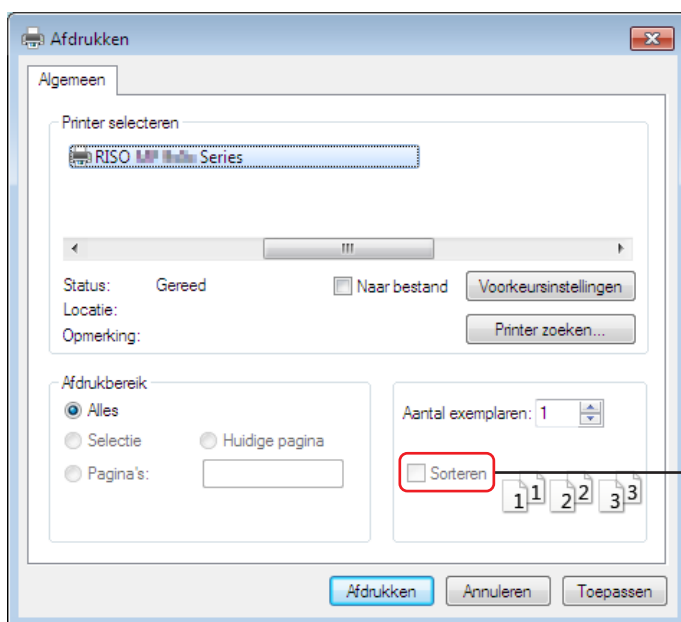 Afdrukken
Algemeen
Printer selecteren
RISO Series
Status: Gereed
Naar bestand
Voorkeursinstellingen
Locatie:
Opmerking:
Printer zoeken...
Afdrukbereik
Alles
Selectie
Huidige pagina
Pagina's:
Aantal exemplaren: 1
Sorteren
1 1 2 2 3 3
Afdrukken
Annuleren
Toepassen